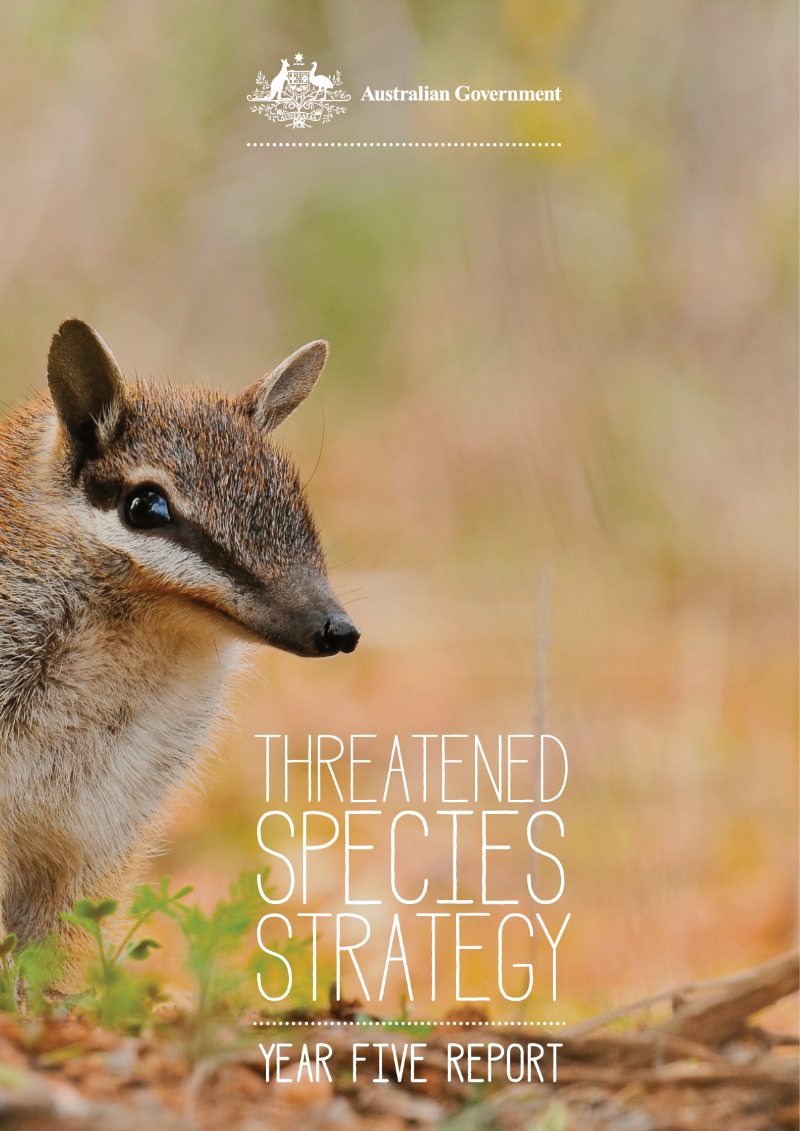 Australian Government
THREATENED
SPECIES
STRATEGY
YEAR FIVE REPORT